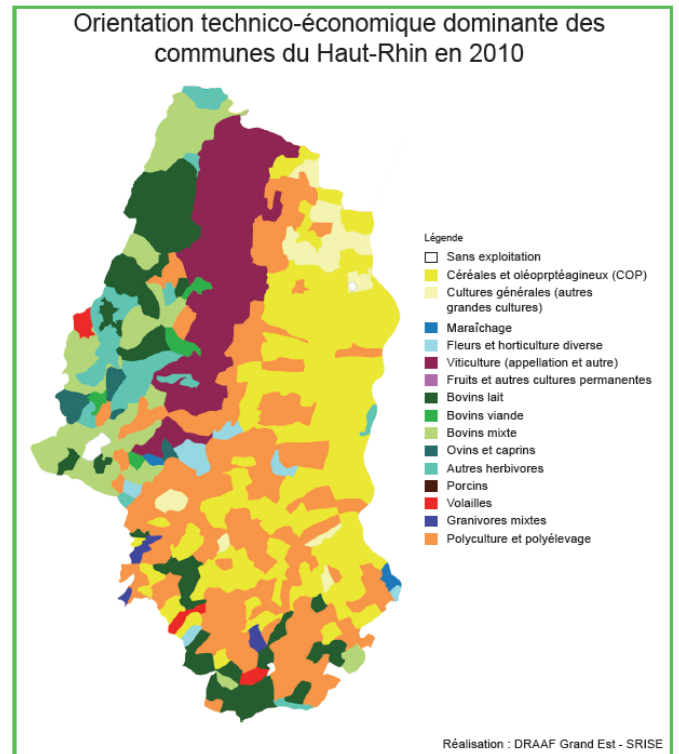 Orientation technico-économique dominante des
communes du Haut-Rhin en 2010
Légende
Sans exploitation
Céréales et oléoprptéagineux (COP)
Cultures générales (autres
grandes cultures)
Maraîchage
Fleurs et horticulture diverse
Viticulture (appellation et autre)
Fruits et autres cultures permanentes
Bovins lait
Bovins viande
Bovins mixte
Ovins et caprins
Autres herbivores
Porcins
Volailles
Granivores mixtes
Polyculture et polyélevage
Réalisation : DRAAF Grand Est - SRISE